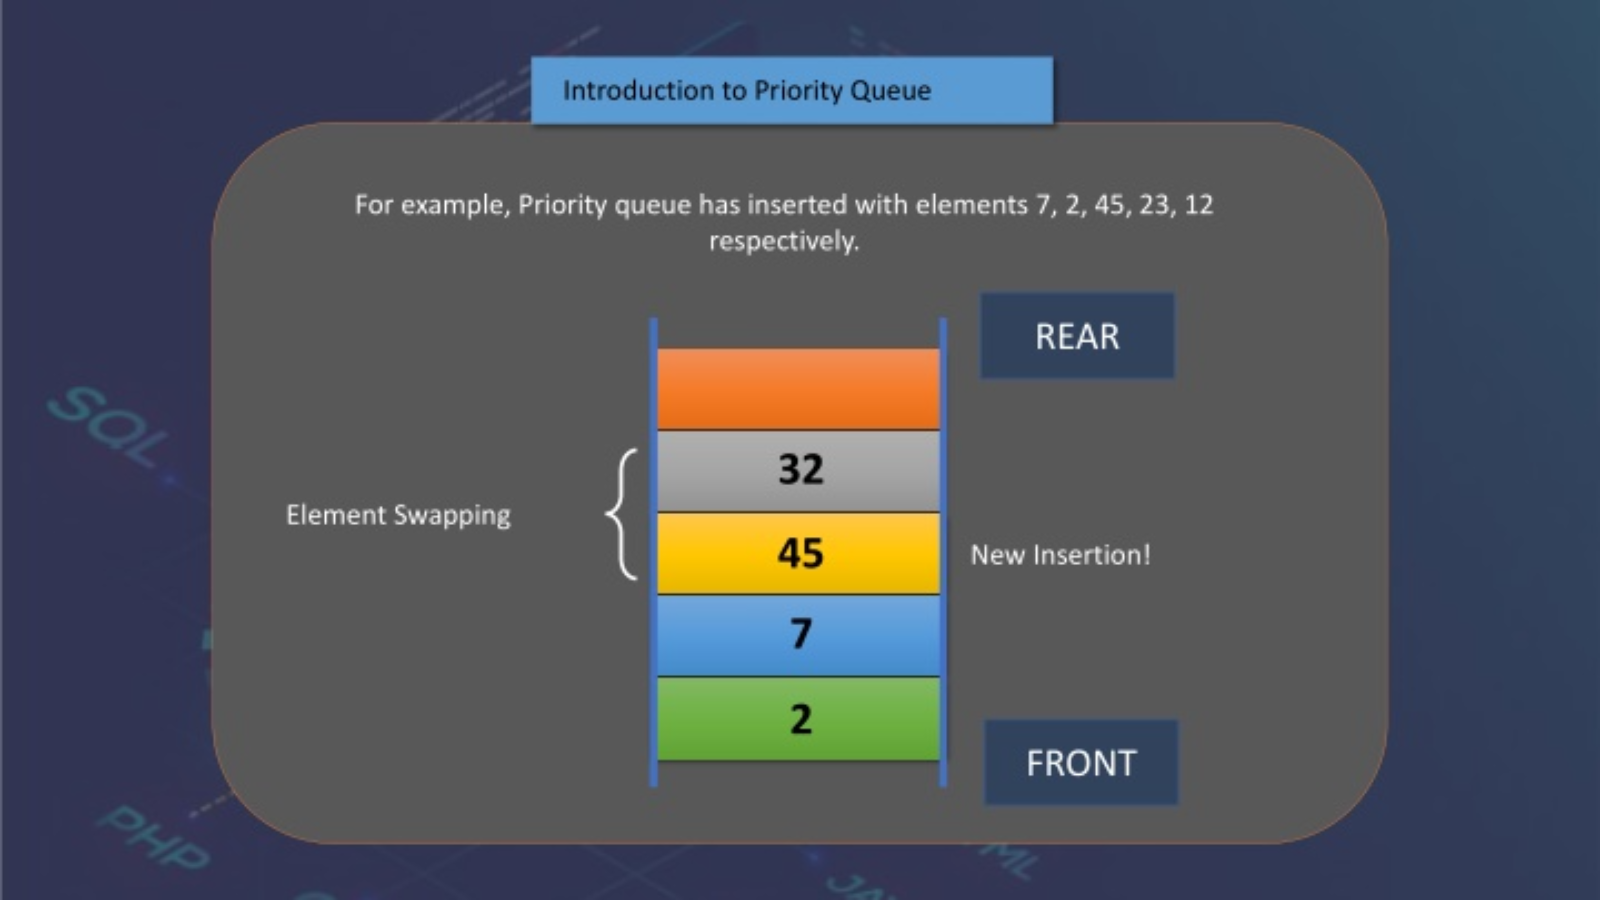 Introduction to Priority Queue
For example, Priority queue has inserted with elements 7, 2, 45, 23, 12
respectively.
REAR
SQL
32
Element Swapping
45
New Insertion!
7
2
FRONT
PHP